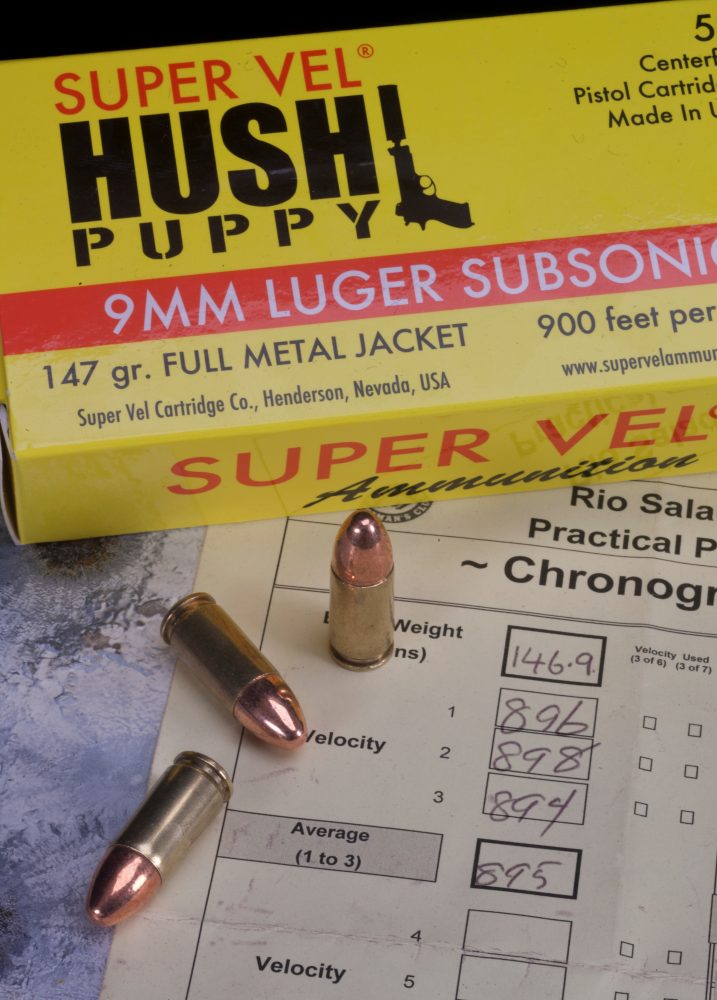 SUPER VEL®
HUSH
PUPPY
5
Centerf
Pistol Cartrid
Made In U
9MM LUGER SUBSONIC
147 gr. FULL METAL JACKET
900 feet per
Super Vel Cartridge Co., Henderson, Nevada, USA
www.supervelammun
SUPER VEL®
Ammunition
MAN'S CL
Rio Sala
Practical P
~ Chronogr
Weight
ns)
146.9
Velocity Used
(3 of 6) (3 of 7)
1 896
Velocity 2 898
3 894
Average
(1 to 3)
895
4
Velocity 5